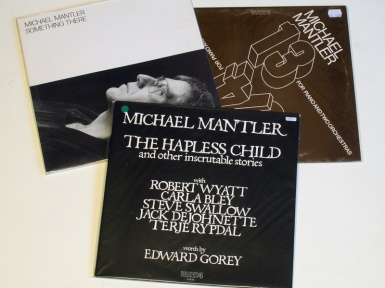 MICHAEL MANTLER
SOMETHING THERE
MICHAEL
MANTLER
13
FOR PIANO AND TWO ORCHESTRAS
MICHAEL MANTLER
THE HAPLESS CHILD
and other inscrutable stories
with
ROBERT WYATT
CARLA BLEY
STEVE SWALLOW
JACK DEJOHNETTE
TERJE RYPDAL
words by
EDWARD GOREY